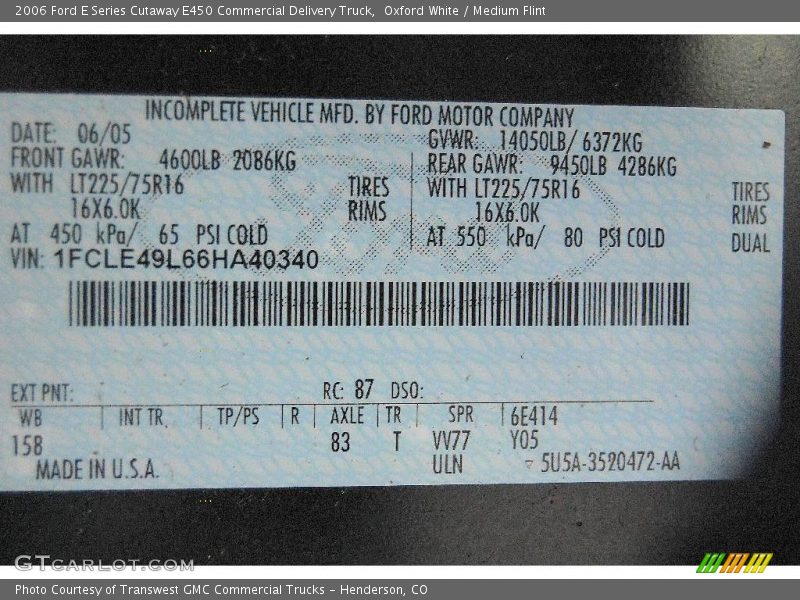 2006 Ford E Series Cutaway E450 Commercial Delivery Truck,  Oxford White / Medium Flint
INCOMPLETE VEHICLE MFD. BY FORD MOTOR COMPANY
DATE: 06/05 GVWR: 14050LB/ 6372KG
FRONT GAWR: 4600LB 2086KG REAR GAWR: 9450LB 4286KG
WITH LT225/75R16 TIRES WITH LT225/75R16 TIRES
16X6.0K RIMS 16X6.0K RIMS
AT 450 kPa/ 65 PSI COLD AT 550 kPa/ 80 PSI COLD DUAL
VIN: 1FCLE49L66HA40340
EXT PNT: RC: 87 DSO:
WB INT TR TP/PS R AXLE TR SPR 6E414
158 83 T VV77 Y05
ULN
MADE IN U.S.A. 5U5A-3520472-AA
GTcarlot.com
Photo Courtesy of Transwest GMC Commercial Trucks – Henderson, CO